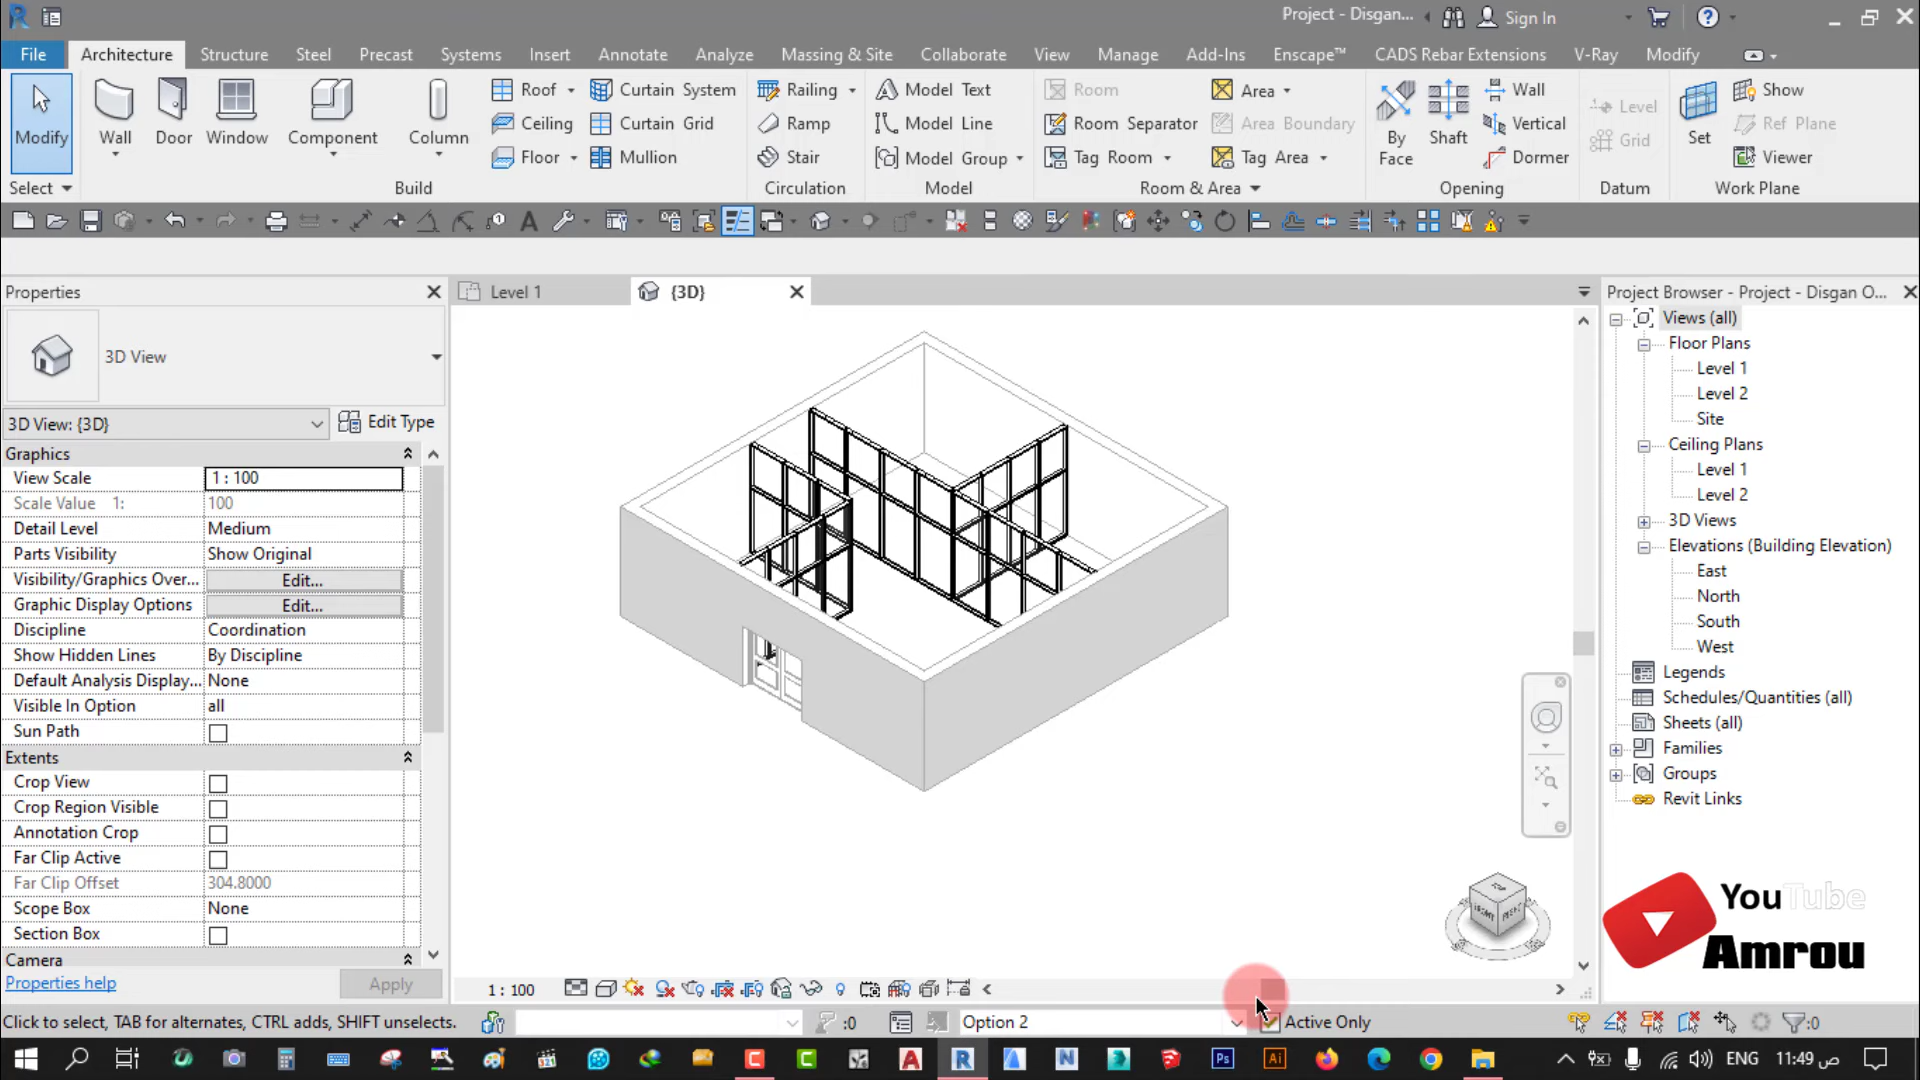 Project - Disgan...
Sign In
File
Architecture
Structure
Steel
Precast
Systems
Insert
Annotate
Analyze
Massing & Site
Collaborate
View
Manage
Add-Ins
Enscape™
CADS Rebar Extensions
V-Ray
Modify
Modify
Wall
Door
Window
Component
Column
Roof
Ceiling
Floor
Curtain System
Curtain Grid
Mullion
Railing
Ramp
Stair
Model Text
Model Line
Model Group
Room
Room Separator
Tag Room
Area
Area Boundary
Tag Area
By
Face
Shaft
Wall
Vertical
Dormer
Level
Grid
Set
Show
Ref Plane
Viewer
Select
Build
Circulation
Model
Room & Area
Opening
Datum
Work Plane
Properties
Level 1
{3D}
Project Browser - Project - Disgan O...
3D View
3D View: {3D}
Edit Type
Graphics
View Scale
1 : 100
Scale Value 1:
100
Detail Level
Medium
Parts Visibility
Show Original
Visibility/Graphics Over...
Edit...
Graphic Display Options
Edit...
Discipline
Coordination
Show Hidden Lines
By Discipline
Default Analysis Display...
None
Visible In Option
all
Sun Path
Extents
Crop View
Crop Region Visible
Annotation Crop
Far Clip Active
Far Clip Offset
304.8000
Scope Box
None
Section Box
Camera
Properties help
Apply
Views (all)
Floor Plans
Level 1
Level 2
Site
Ceiling Plans
Level 1
Level 2
3D Views
Elevations (Building Elevation)
East
North
South
West
Legends
Schedules/Quantities (all)
Sheets (all)
Families
Groups
Revit Links
TOP
FRONT
RIGHT
YouTube
Amrou
1 : 100
Click to select, TAB for alternates, CTRL adds, SHIFT unselects.
:0
Option 2
Active Only
:0
ENG
11:49 ص